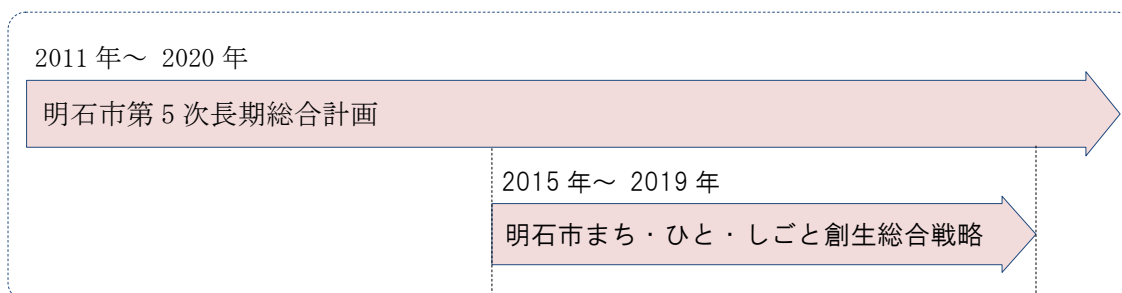 2011 年～ 2020 年
明石市第 5 次長期総合計画
2015 年～ 2019 年
明石市まち・ひと・しごと創生総合戦略